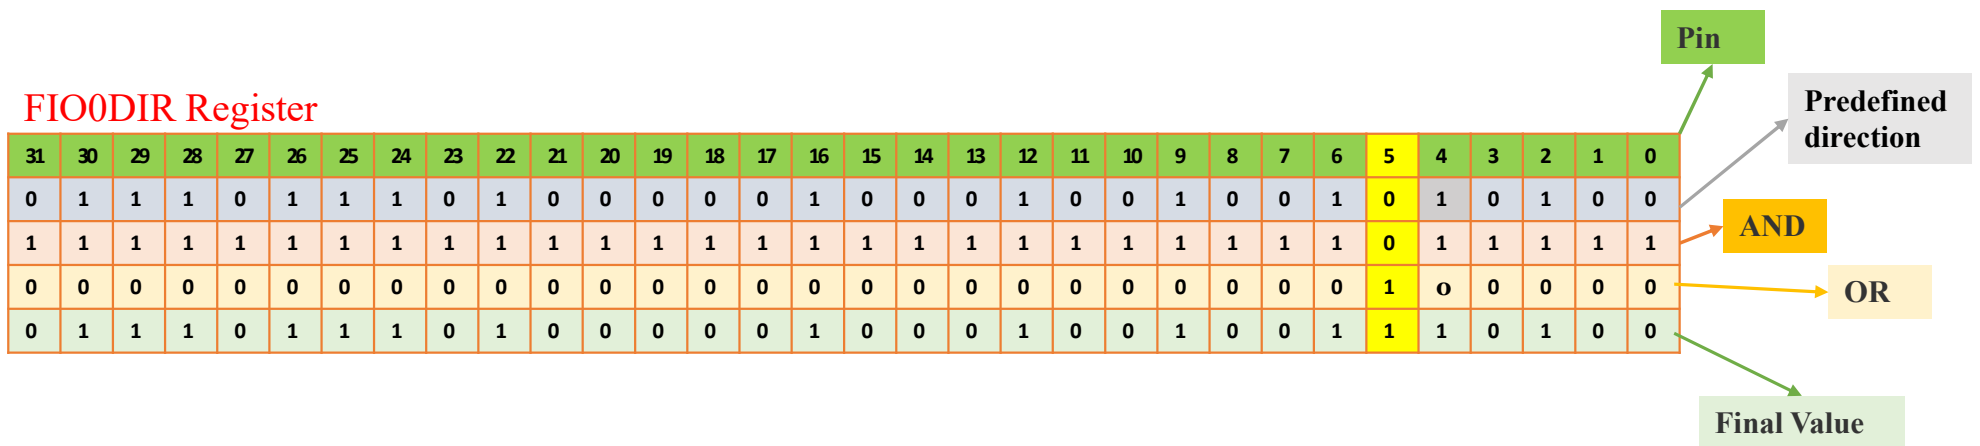 Pin
FIO0DIR Register
Predefined
direction
31 30 29 28 27 26 25 24 23 22 21 20 19 18 17 16 15 14 13 12 11 10 9 8 7 6 5 4 3 2 1 0
0 1 1 1 0 1 1 1 0 1 0 0 0 0 0 1 0 0 0 1 0 0 1 0 0 1 0 1 0 1 0 0
1 1 1 1 1 1 1 1 1 1 1 1 1 1 1 1 1 1 1 1 1 1 1 1 1 1 0 1 1 1 1 1
AND
0 0 0 0 0 0 0 0 0 0 0 0 0 0 0 0 0 0 0 0 0 0 0 0 0 0 1 o 0 0 0 0
OR
0 1 1 1 0 1 1 1 0 1 0 0 0 0 0 1 0 0 0 1 0 0 1 0 0 1 1 1 0 1 0 0
Final Value